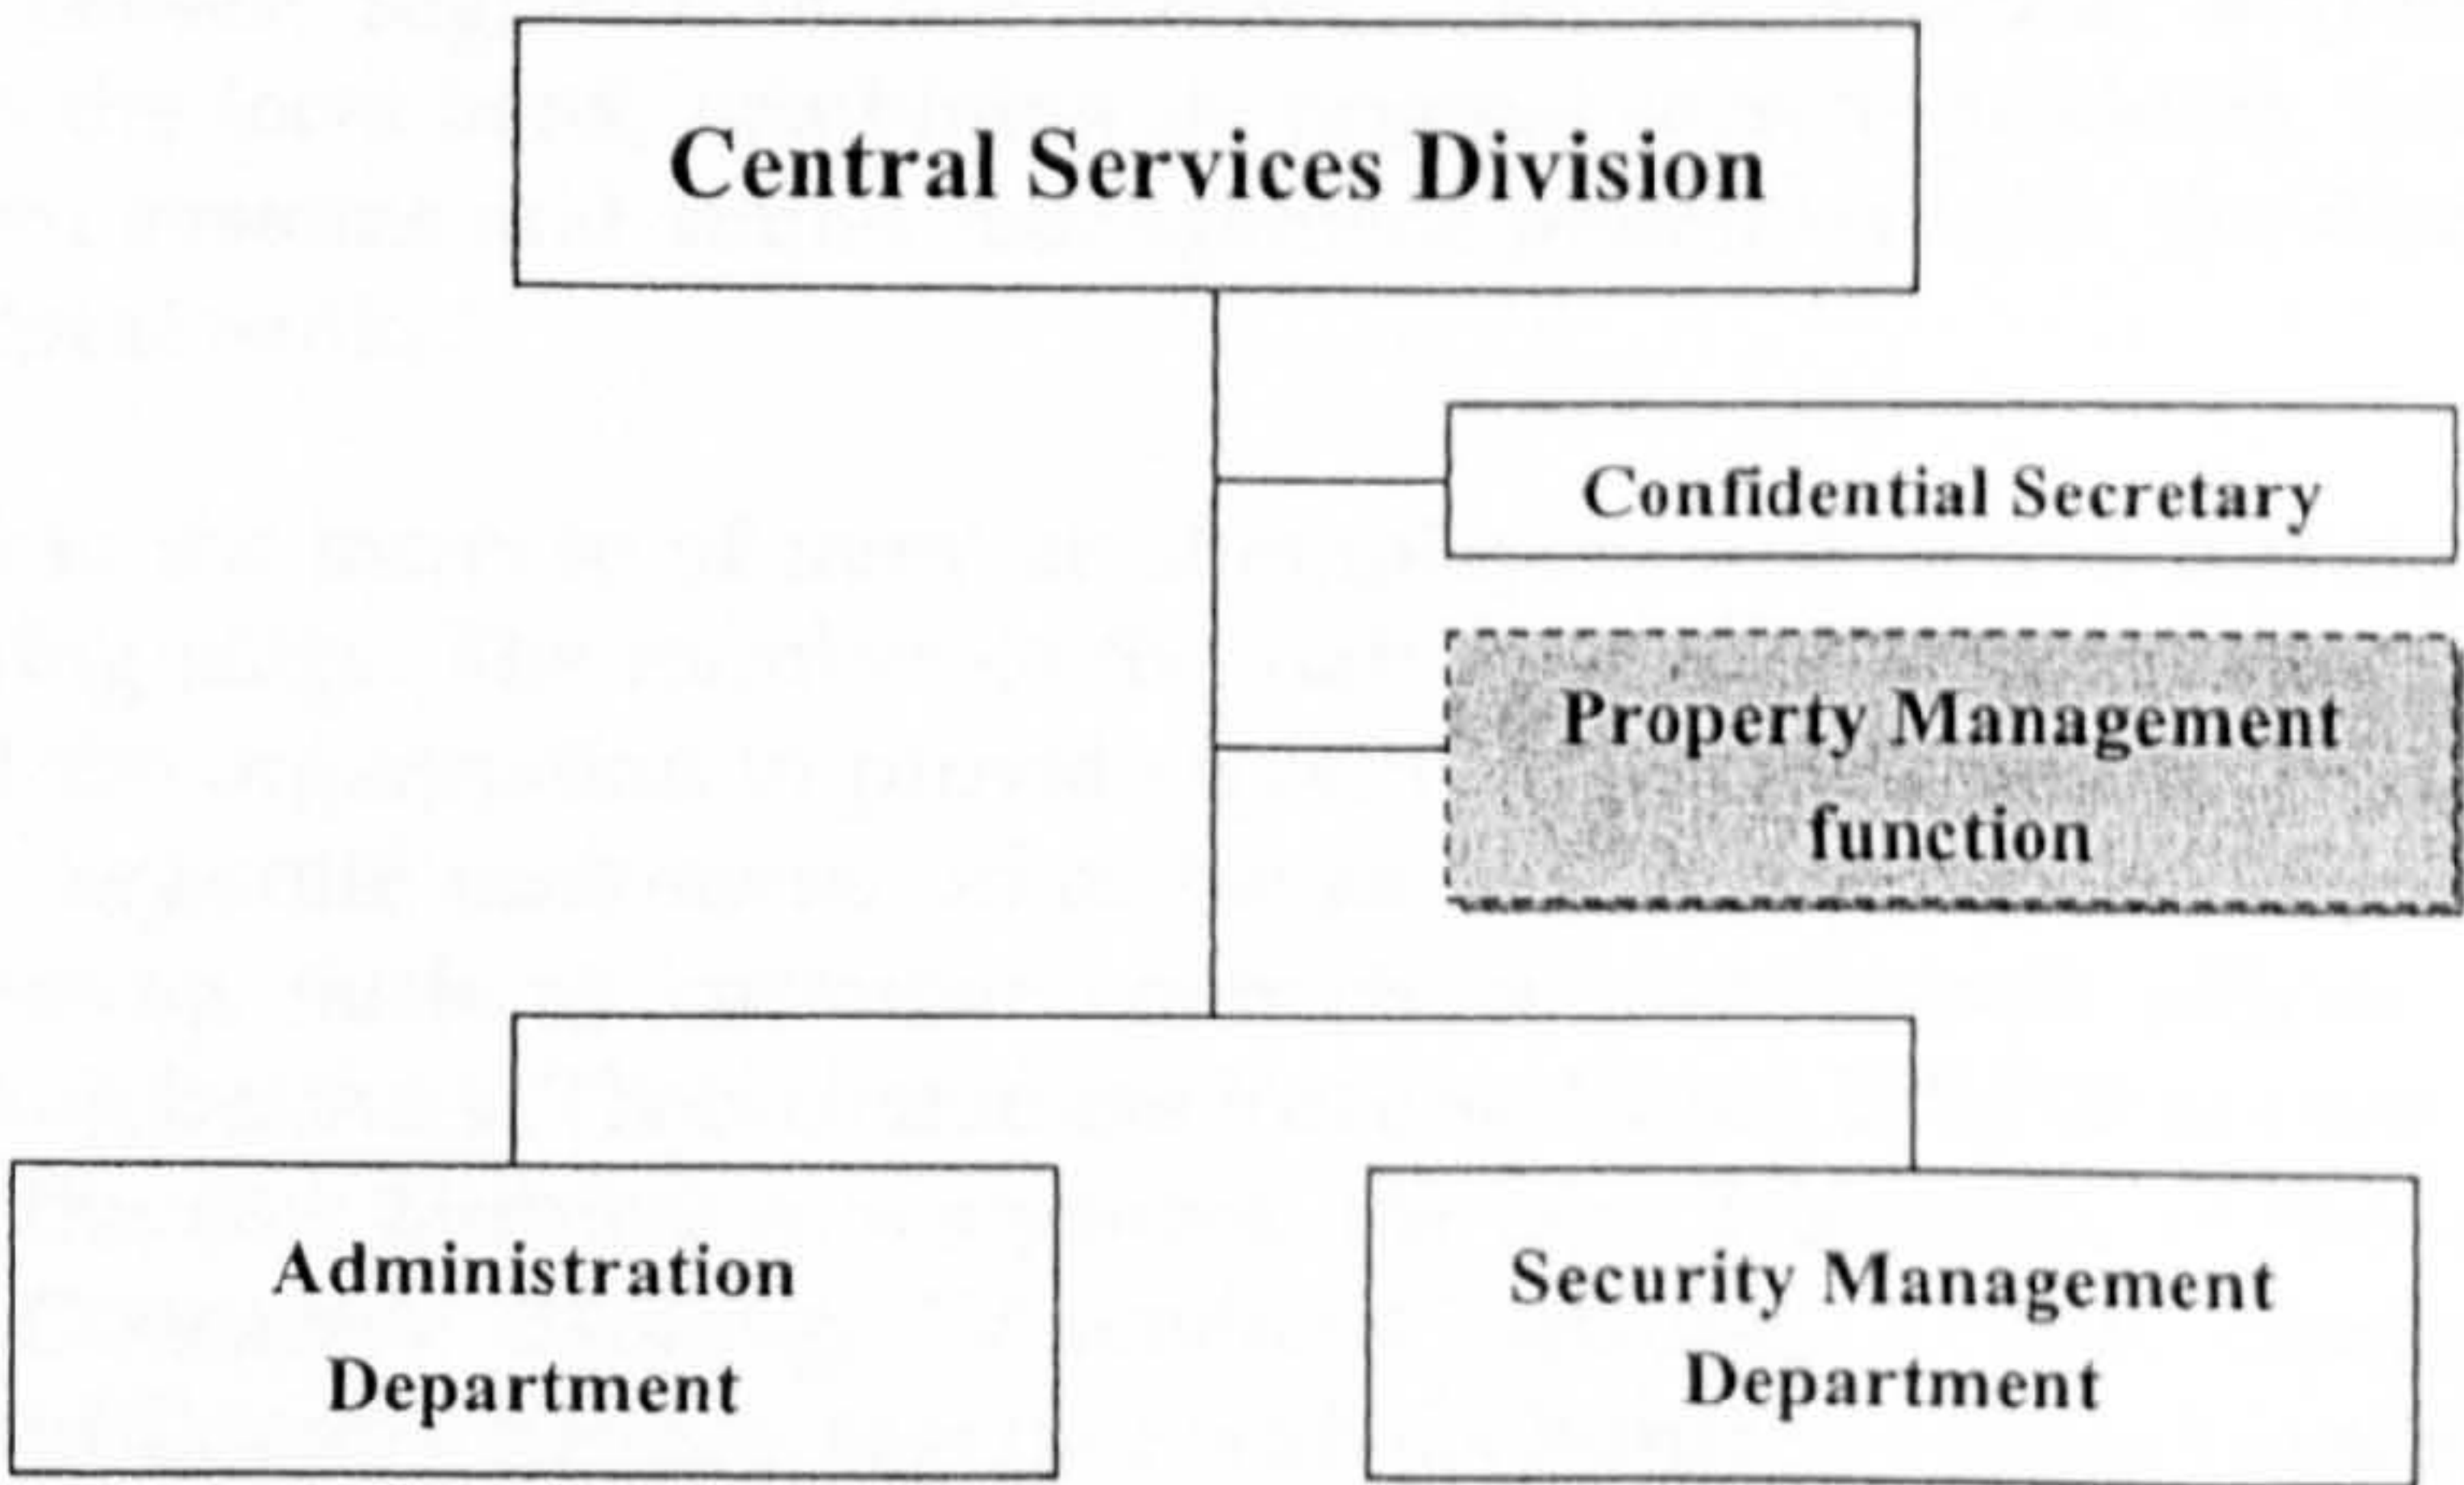 Central Services Division
Confidential Secretary
Property Management
function
Administration
Department
Security Management
Department